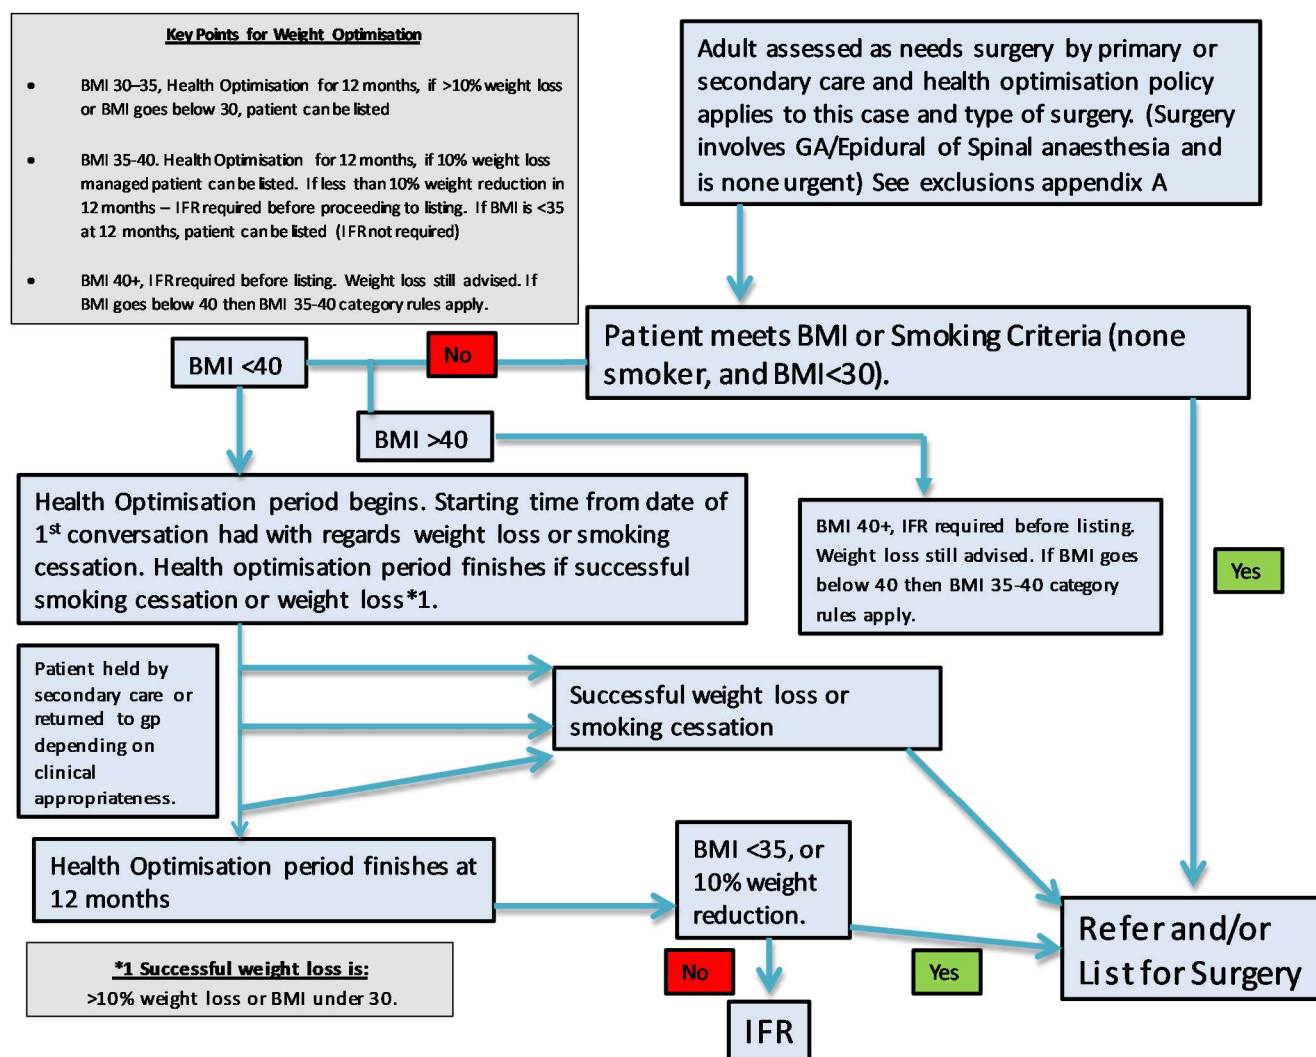 Key Points for Weight Optimisation
• BMI 30–35, Health Optimisation for 12 months, if >10% weight loss
or BMI goes below 30, patient can be listed
• BMI 35-40. Health Optimisation for 12 months, if 10% weight loss
managed patient can be listed. If less than 10% weight reduction in
12 months – IFR required before proceeding to listing. If BMI is <35
at 12 months, patient can be listed (IFR not required)
• BMI 40+, IFR required before listing. Weight loss still advised. If
BMI goes below 40 then BMI 35-40 category rules apply.
Adult assessed as needs surgery by primary or
secondary care and health optimisation policy
applies to this case and type of surgery. (Surgery
involves GA/Epidural of Spinal anaesthesia and
is none urgent) See exclusions appendix A
Patient meets BMI or Smoking Criteria (none
smoker, and BMI<30).
No
BMI <40
BMI >40
Health Optimisation period begins. Starting time from date of
1st conversation had with regards weight loss or smoking
cessation. Health optimisation period finishes if successful
smoking cessation or weight loss*1.
BMI 40+, IFR required before listing.
Weight loss still advised. If BMI goes
below 40 then BMI 35-40 category
rules apply.
Yes
Patient held by
secondary care or
returned to gp
depending on
clinical
appropriateness.
Successful weight loss or
smoking cessation
Health Optimisation period finishes at
12 months
BMI <35, or
10% weight
reduction.
Refer and/or
List for Surgery
No
Yes
IFR
*1 Successful weight loss is:
>10% weight loss or BMI under 30.